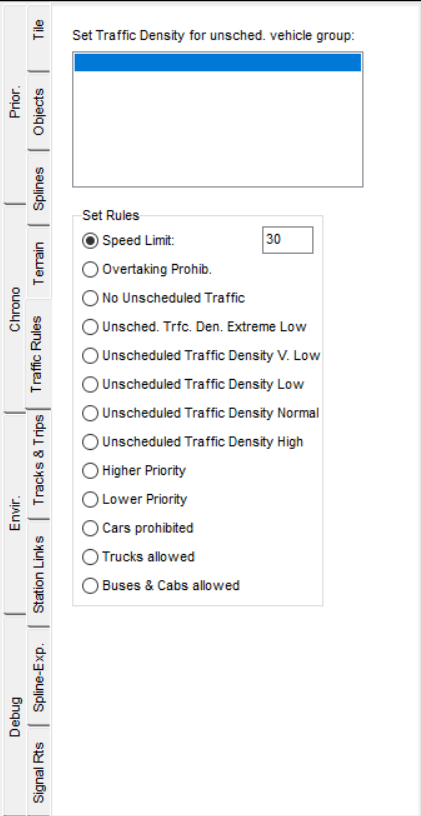 Prior.
Chrono
Envir.
Debug
Tile
Objects
Splines
Terrain
Traffic Rules
Tracks & Trips
Station Links
Spline-Exp.
Signal Rts
Set Traffic Density for unsched. vehicle group:
Set Rules
Speed Limit: 30
Overtaking Prohib.
No Unscheduled Traffic
Unsched. Trfc. Den. Extreme Low
Unscheduled Traffic Density V. Low
Unscheduled Traffic Density Low
Unscheduled Traffic Density Normal
Unscheduled Traffic Density High
Higher Priority
Lower Priority
Cars prohibited
Trucks allowed
Buses & Cabs allowed